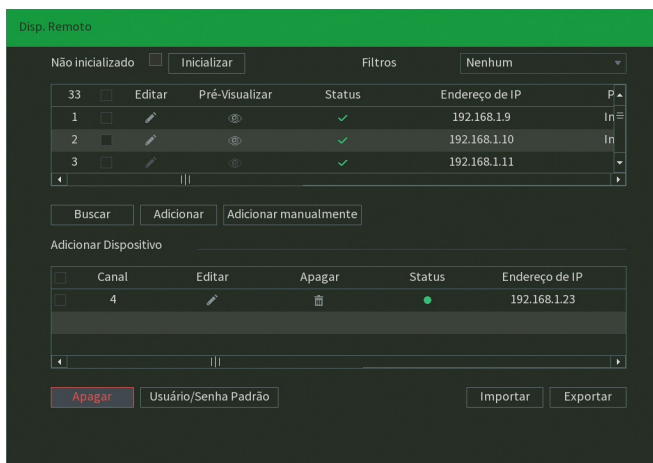 Disp. Remoto
Não inicializado Inicializar Filtros Nenhum
33 Editar Pré-Visualizar Status Endereço de IP P
1 192.168.1.9 In
2 192.168.1.10 In
3 192.168.1.11
Buscar Adicionar Adicionar manualmente
Adicionar Dispositivo
Canal Editar Apagar Status Endereço de IP
4 192.168.1.23
Apagar Usuário/Senha Padrão Importar Exportar